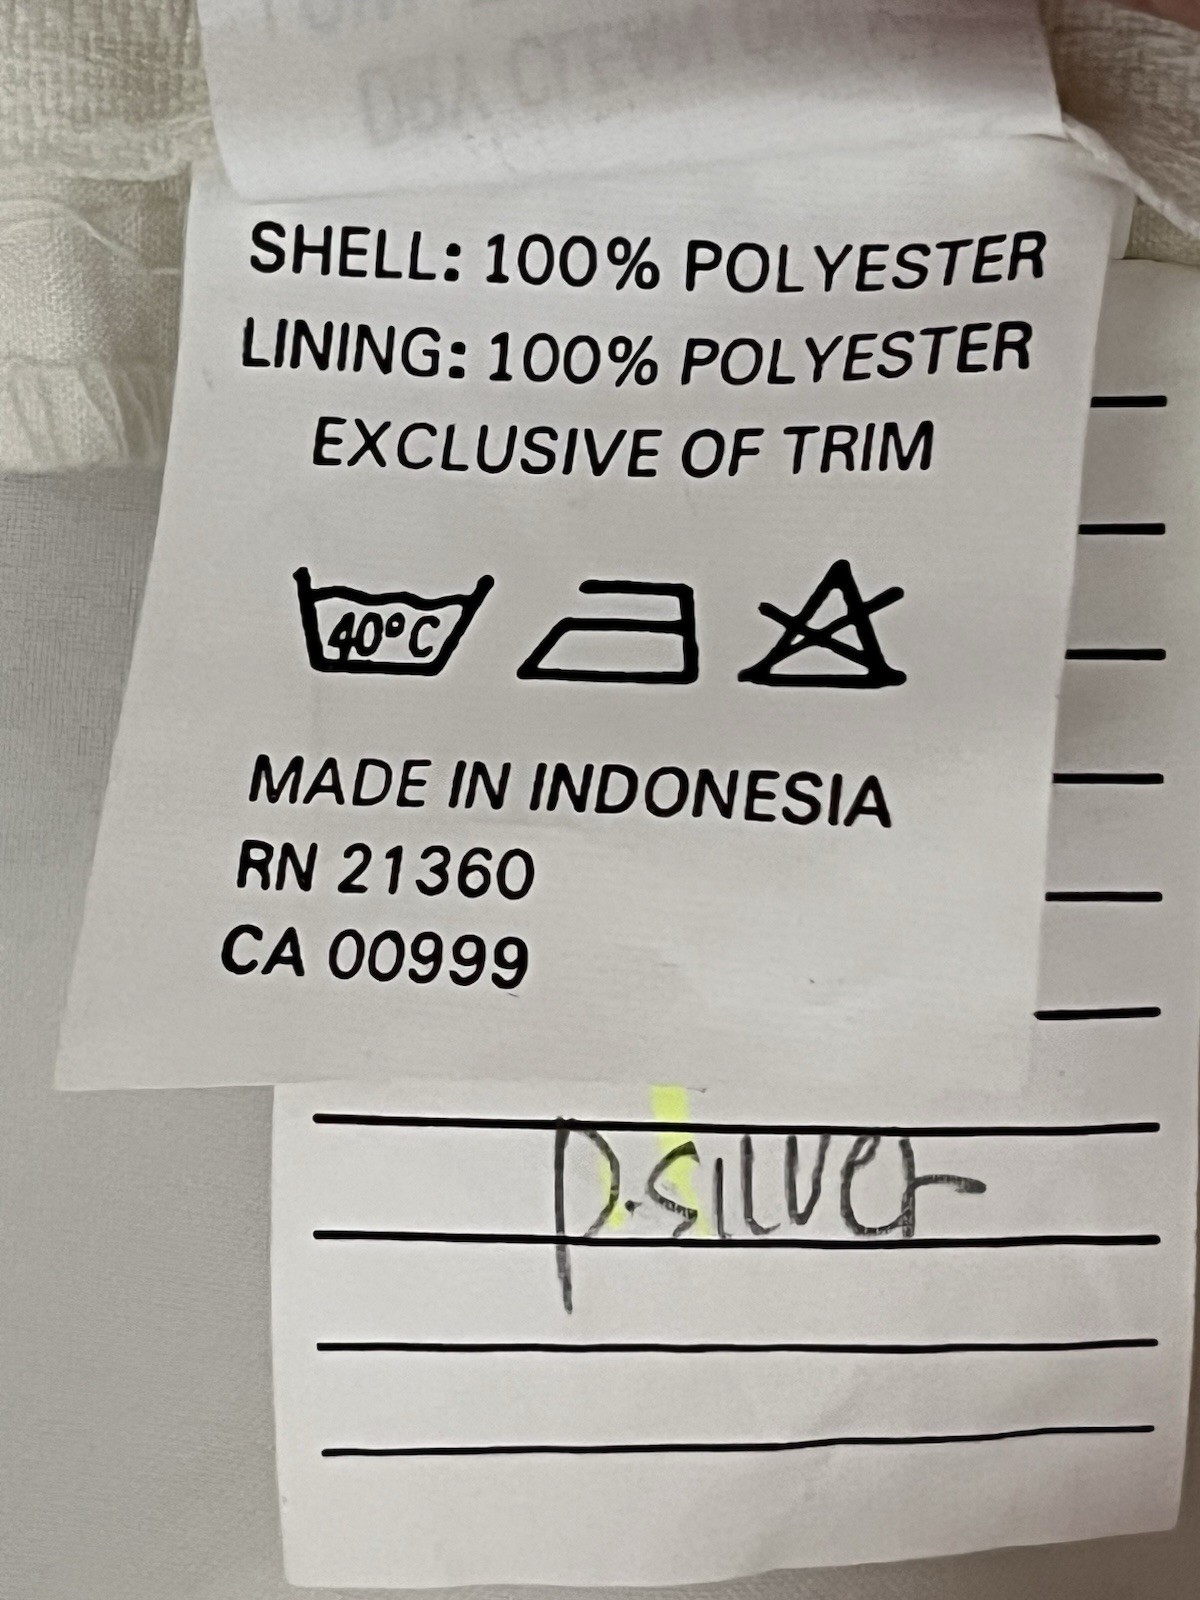 SHELL: 100% POLYESTER
LINING: 100% POLYESTER
EXCLUSIVE OF TRIM
40°C
MADE IN INDONESIA
RN 21360
CA 00999
P.SILVER